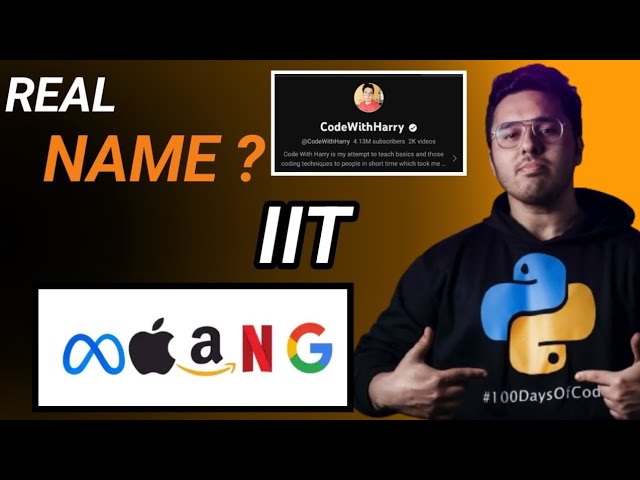 REAL
NAME ?
CodeWithHarry
@CodeWithHarry 4.13M subscribers 2K videos
Code With Harry is my attempt to teach basics and those
coding techniques to people in short time which took me ...
IIT
a N G
#100DaysOfCod